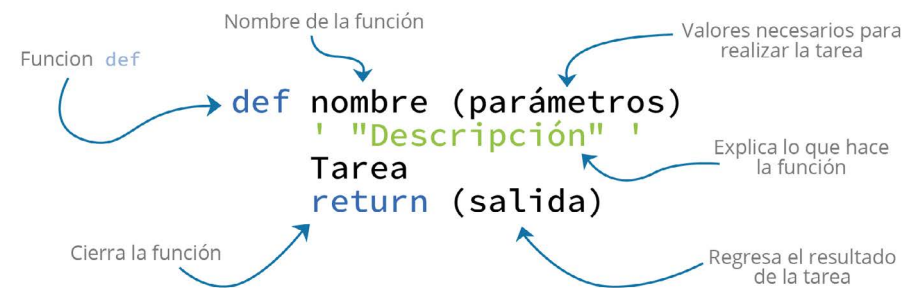 Nombre de la función
Valores necesarios para
realizar la tarea
Funcion def
def nombre (parámetros)
' "Descripción" '
Explica lo que hace
la función
Tarea
return (salida)
Cierra la función
Regresa el resultado
de la tarea